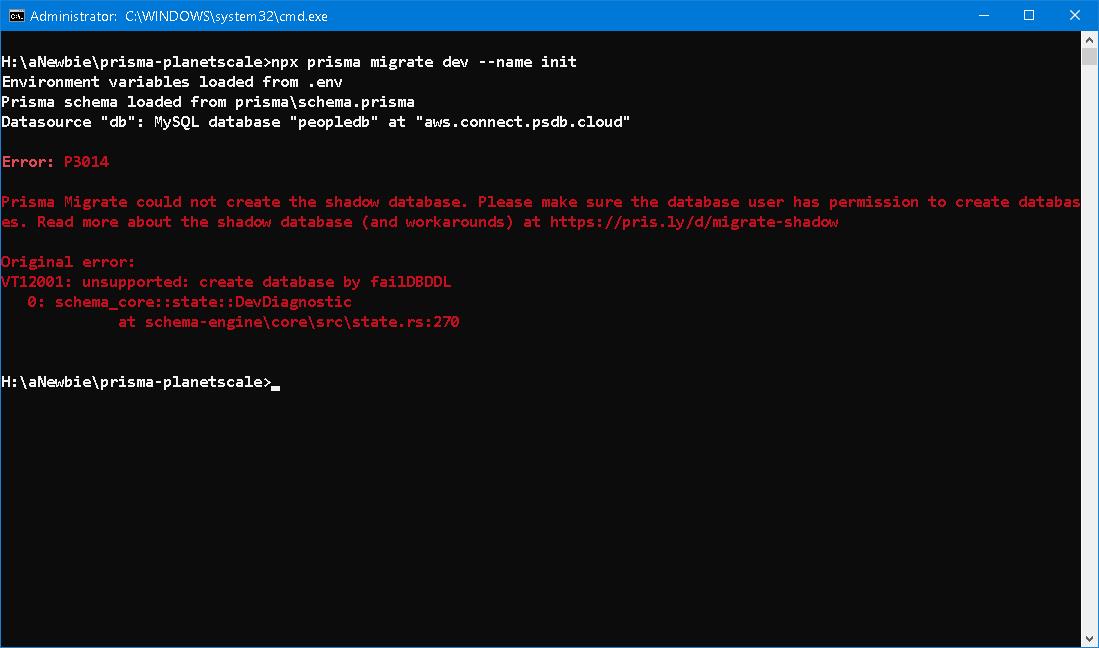 Administrator: C:\WINDOWS\system32\cmd.exe
H:\aNewbie\prisma-planetscale>npx prisma migrate dev --name init
Environment variables loaded from .env
Prisma schema loaded from prisma\schema.prisma
Datasource "db": MySQL database "peopledb" at "aws.connect.psdb.cloud"
Error: P3014
Prisma Migrate could not create the shadow database. Please make sure the database user has permission to create databas
es. Read more about the shadow database (and workarounds) at https://pris.ly/d/migrate-shadow
Original error:
VT12001: unsupported: create database by failDBDDL
0: schema_core::state::DevDiagnostic
at schema-engine\core\src\state.rs:270
H:\aNewbie\prisma-planetscale>